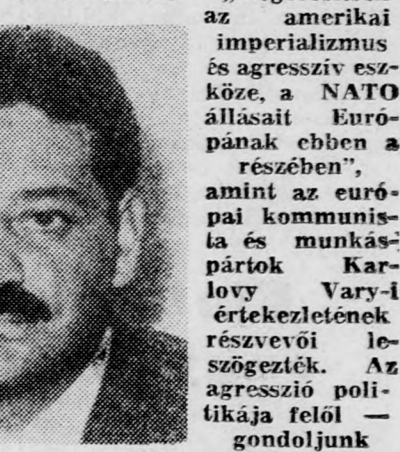 az amerikai
imperializmus
és agresszív esz-
köze, a NATO
állásait Euró-
pának ebben a
részében”,
amint az euró-
pai kommunis-
ta és munkás-
pártok Kar-
lovy Vary-i
értekezletének
részvevői le-
szögezték. Az
agresszió poli-
tikája felől —
gondoljunk